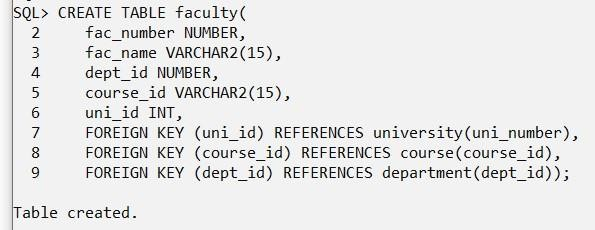 SQL> CREATE TABLE faculty(
  2     fac_number NUMBER,
  3     fac_name VARCHAR2(15),
  4     dept_id NUMBER,
  5     course_id VARCHAR2(15),
  6     uni_id INT,
  7     FOREIGN KEY (uni_id) REFERENCES university(uni_number),
  8     FOREIGN KEY (course_id) REFERENCES course(course_id),
  9     FOREIGN KEY (dept_id) REFERENCES department(dept_id));
Table created.